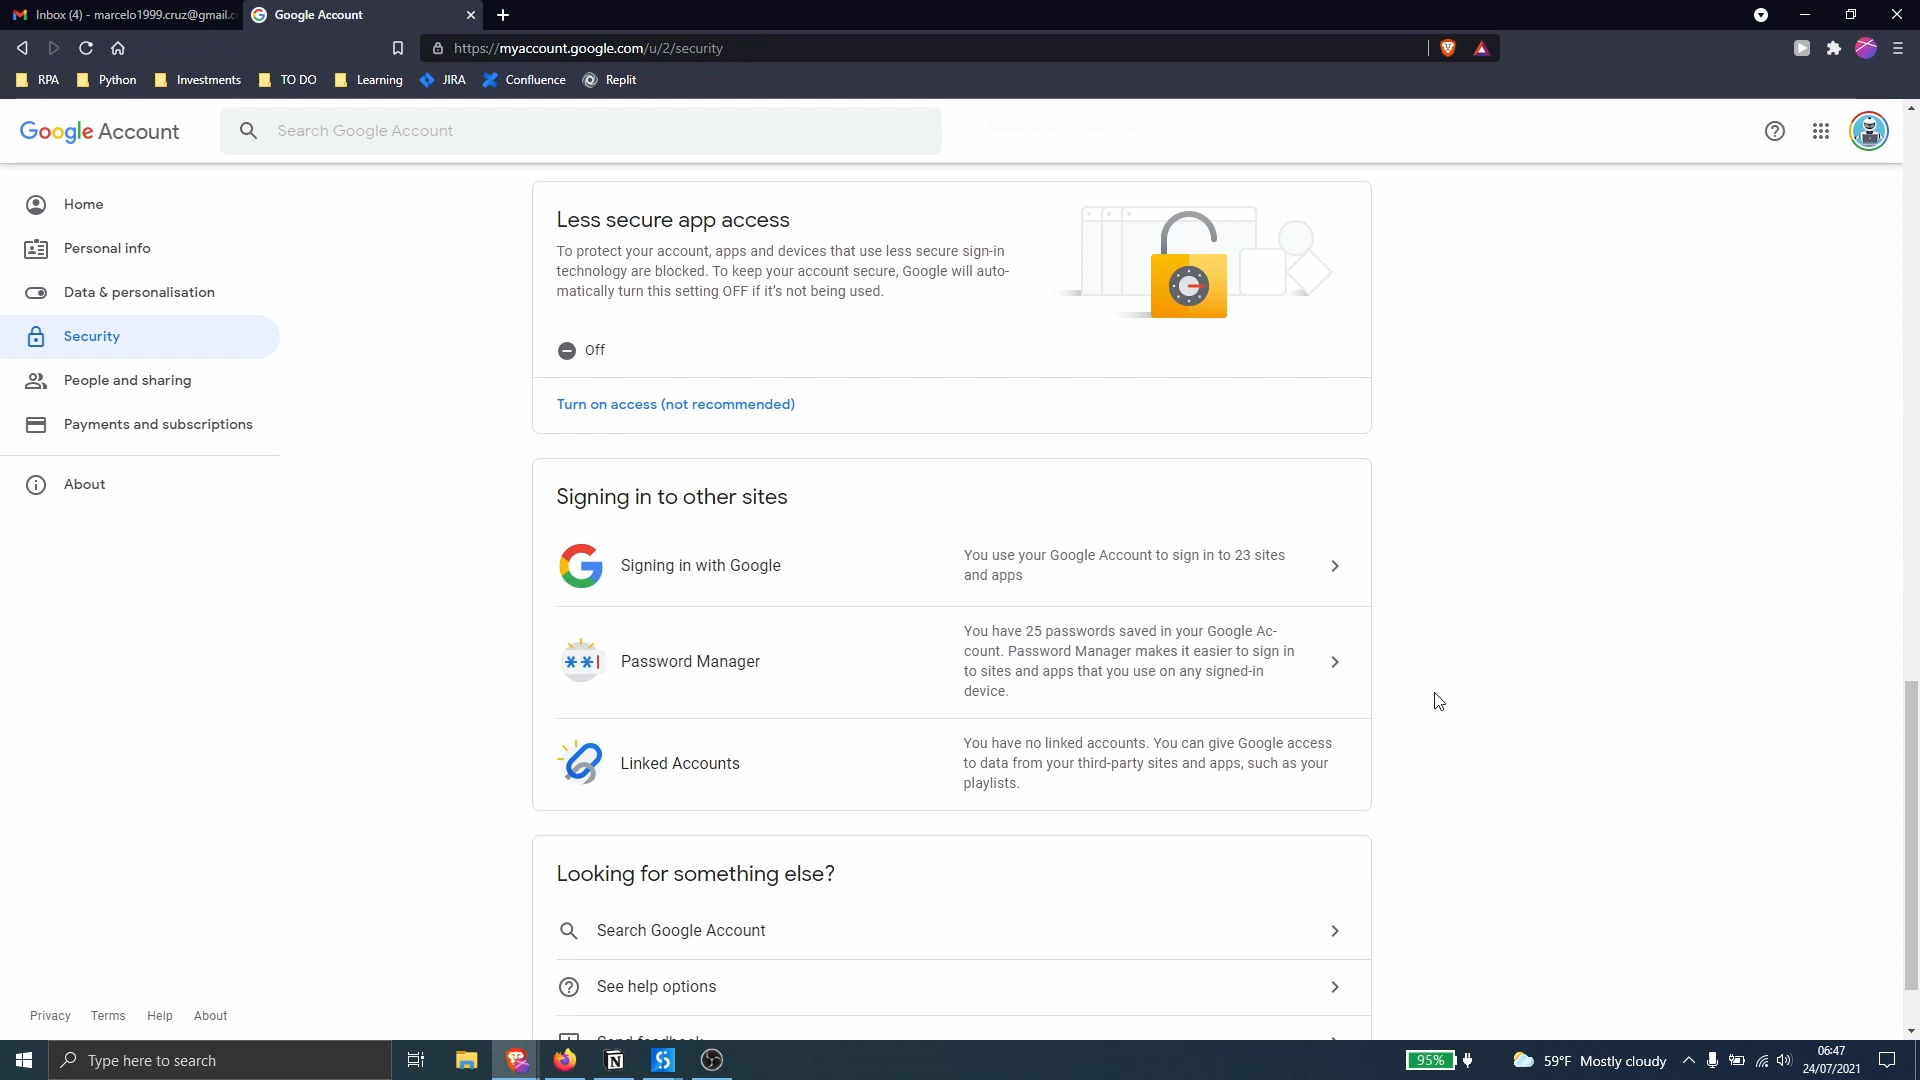 Inbox (4) - marcelo1999.cruz@gmail.c
Google Account
https://myaccount.google.com/u/2/security
RPA
Python
Investments
TO DO
Learning
JIRA
Confluence
Replit
Google Account
Search Google Account
Home
Personal info
Data & personalisation
Security
People and sharing
Payments and subscriptions
About
Less secure app access
To protect your account, apps and devices that use less secure sign-in
technology are blocked. To keep your account secure, Google will auto-
matically turn this setting OFF if it's not being used.
Off
Turn on access (not recommended)
Signing in to other sites
Signing in with Google
You use your Google Account to sign in to 23 sites
and apps
Password Manager
You have 25 passwords saved in your Google Ac-
count. Password Manager makes it easier to sign in
to sites and apps that you use on any signed-in
device.
Linked Accounts
You have no linked accounts. You can give Google access
to data from your third-party sites and apps, such as your
playlists.
Looking for something else?
Search Google Account
See help options
Send feedback
Privacy
Terms
Help
About
Type here to search
95%
59°F Mostly cloudy
06:47
24/07/2021